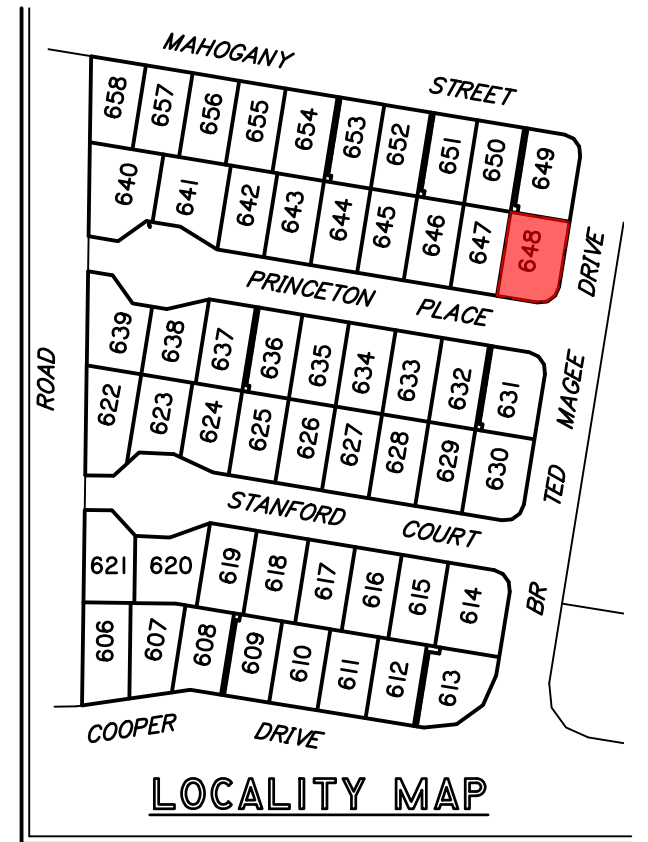 MAHOGANY STREET
658 657 656 655 654 653 652 651 650 649
640 641 642 643 644 645 646 647 648
PRINCETON PLACE
639 638 637 636 635 634 633 632 631
622 623 624 625 626 627 628 629 630
STANFORD COURT
621 620 619 618 617 616 615 614
606 607 608 609 610 611 612 613
COOPER DRIVE
ROAD
BR TED MAGEE DRIVE
LOCALITY MAP